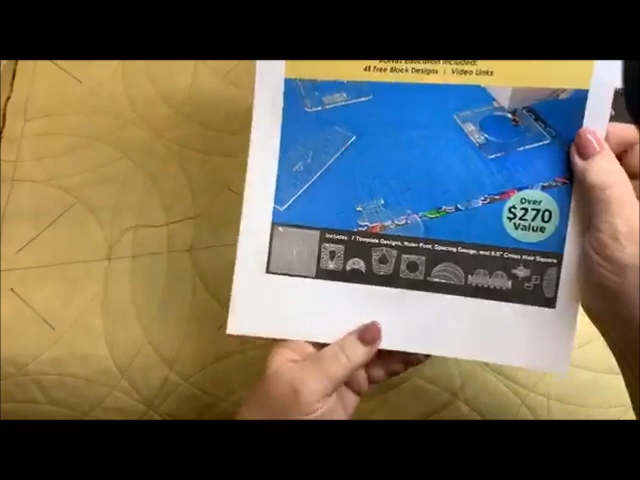 Bonus Education Included:
45 Free Block Designs | Video Links
Over
$270
Value
Includes: 7 Template Designs, Ruler Foot, Spacing Gauge, and 6.5" Cross Hair Square